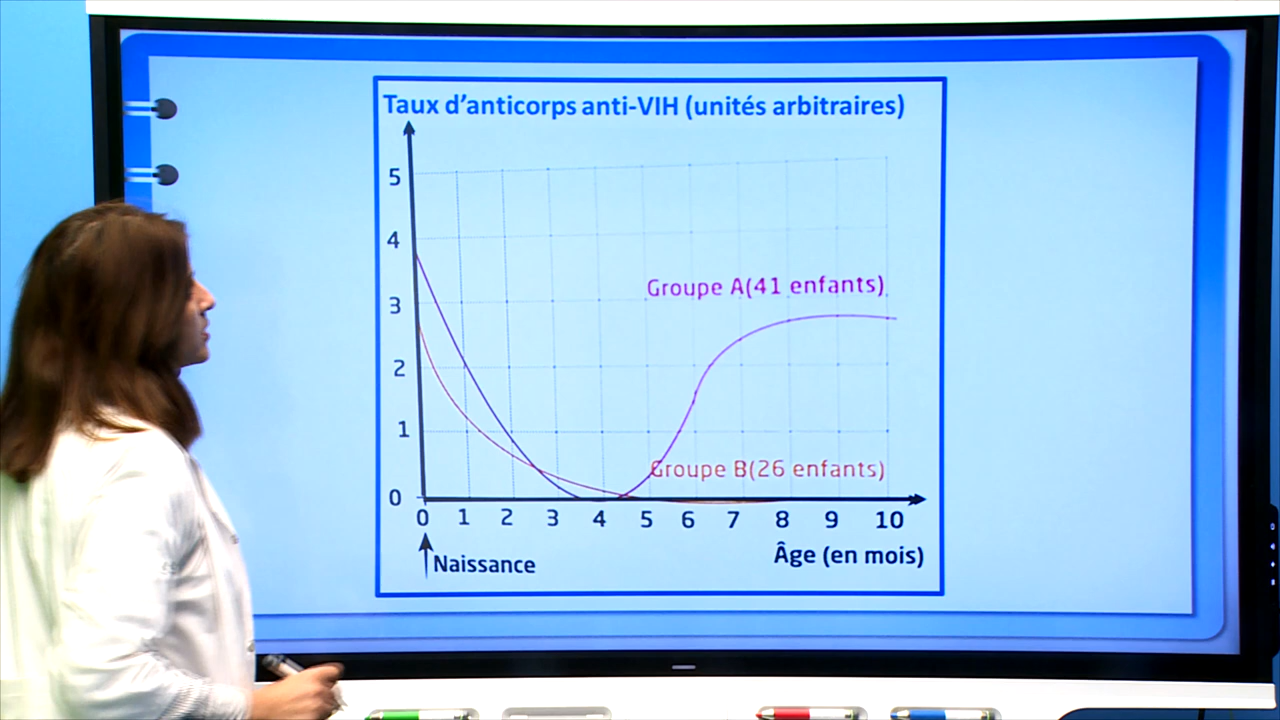 Taux d’anticorps anti-VIH (unités arbitraires)
5
4
Groupe A(41 enfants)
3
2
1
Groupe B(26 enfants)
0
0 1 2 3 4 5 6 7 8 9 10
Naissance
Âge (en mois)